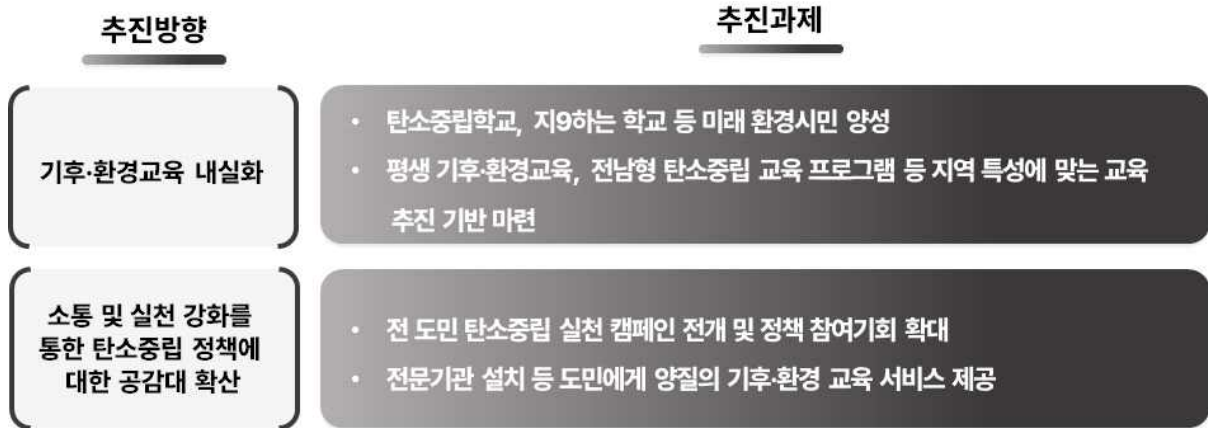 추진방향
추진과제
기후·환경교육 내실화
• 탄소중립학교, 지9하는 학교 등 미래 환경시민 양성
• 평생 기후·환경교육, 전남형 탄소중립 교육 프로그램 등 지역 특성에 맞는 교육
추진 기반 마련
소통 및 실천 강화를
통한 탄소중립 정책에
대한 공감대 확산
• 전 도민 탄소중립 실천 캠페인 전개 및 정책 참여기회 확대
• 전문기관 설치 등 도민에게 양질의 기후·환경 교육 서비스 제공